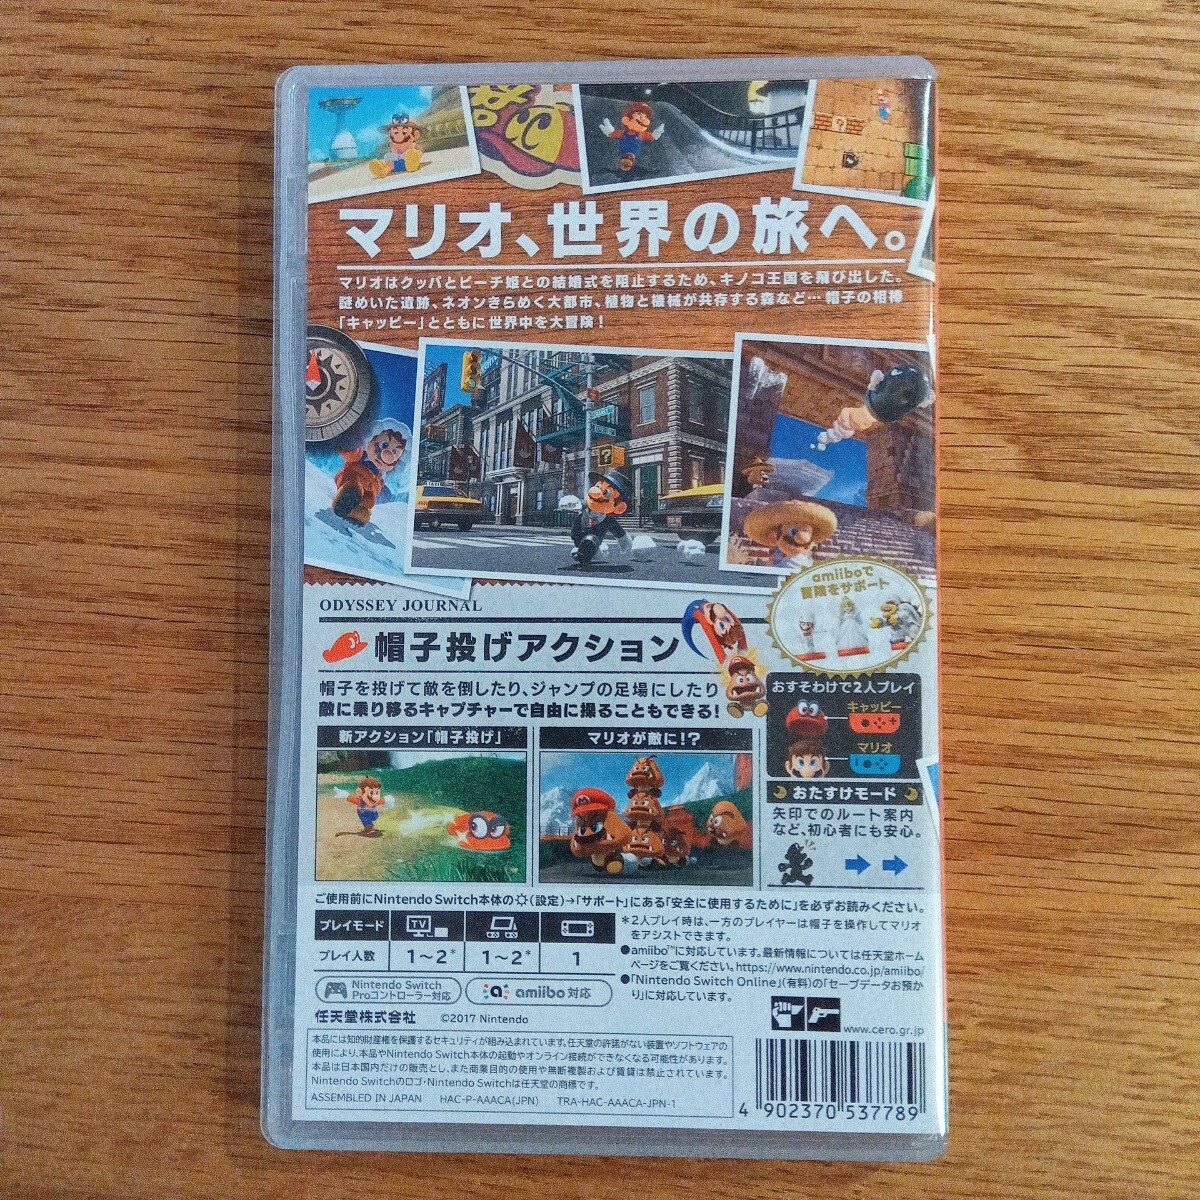 マリオ、世界の旅へ。
マリオはクッパとピーチ姫との結婚式を阻止するため、キノコ王国を飛び出した。
謎めいた遺跡、ネオンきらめく大都市、植物と機械が共存する森など…帽子の相棒
「キャッピー」とともに世界中を大冒険！
amiiboで
冒険をサポート
ODYSSEY JOURNAL
帽子投げアクション
帽子を投げて敵を倒したり、ジャンプの足場にしたり
敵に乗り移るキャプチャーで自由に操ることもできる！
新アクション「帽子投げ」
マリオが敵に！？
おすそわけで2人プレイ
キャッピー
マリオ
おたすけモード
矢印でのルート案内
など、初心者にも安心。
ご使用前にNintendo Switch本体の(設定)→「サポート」にある「安全に使用するために」を必ずお読みください。
プレイモード
TV
プレイ人数 1～2* 1～2* 1
Nintendo Switch
Proコントローラー対応
amiibo対応
＊2人プレイ時は、一方のプレイヤーは帽子を操作してマリオ
をアシストできます。
●amiibo™に対応しています。最新情報については任天堂ホーム
ページをご覧ください。https://www.nintendo.co.jp/amiibo/
●「Nintendo Switch Online」(有料)の「セーブデータお預か
り」に対応しています。
任天堂株式会社 ©2017 Nintendo
www.cero.gr.jp
本品には知的財産権を保護するセキュリティが組み込まれています。任天堂の許諾がない装置やソフトウェアの
使用により、本品やNintendo Switch本体の起動やオンライン接続ができなくなる可能性があります。
本品は日本国内だけの販売とし、また商業目的の使用や無断複製および賃貸は禁止されています。
Nintendo Switchのロゴ・Nintendo Switchは任天堂の商標です。
ASSEMBLED IN JAPAN HAC-P-AAACA(JPN) TRA-HAC-AAACA-JPN-1
4 902370 537789